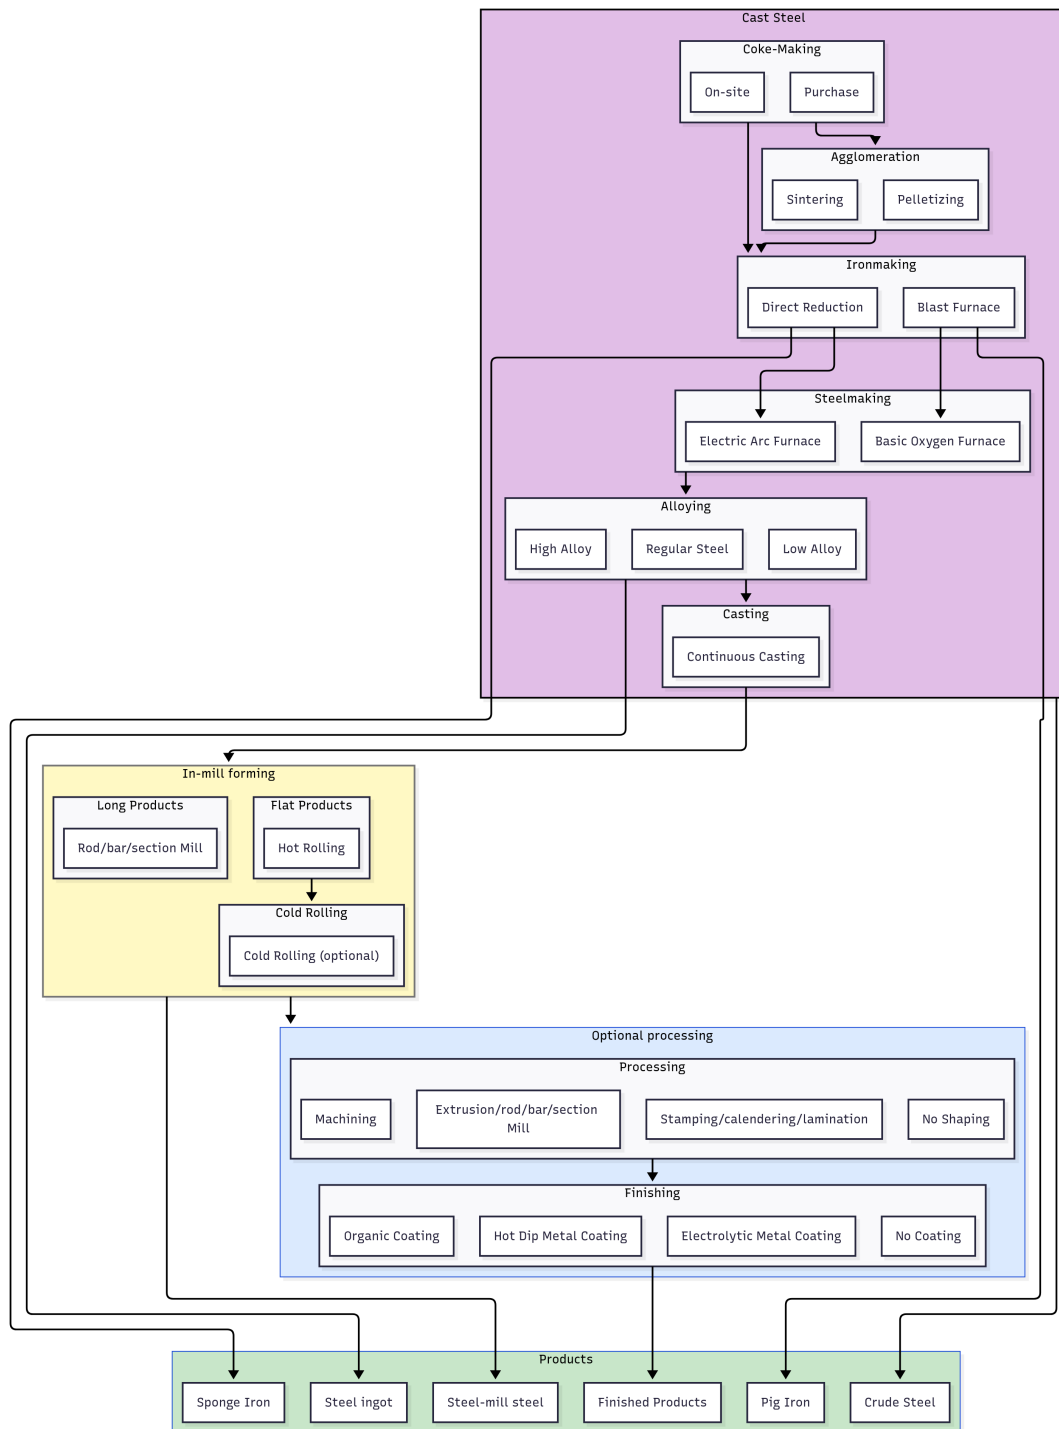 Cast Steel
Coke-Making
On-site
Purchase
Agglomeration
Sintering
Pelletizing
Ironmaking
Direct Reduction
Blast Furnace
Steelmaking
Electric Arc Furnace
Basic Oxygen Furnace
Alloying
High Alloy
Regular Steel
Low Alloy
Casting
Continuous Casting
In-mill forming
Long Products
Flat Products
Rod/bar/section Mill
Hot Rolling
Cold Rolling
Cold Rolling (optional)
Optional processing
Processing
Machining
Extrusion/rod/bar/section
Mill
Stamping/calendering/lamination
No Shaping
Finishing
Organic Coating
Hot Dip Metal Coating
Electrolytic Metal Coating
No Coating
Products
Sponge Iron
Steel ingot
Steel-mill steel
Finished Products
Pig Iron
Crude Steel